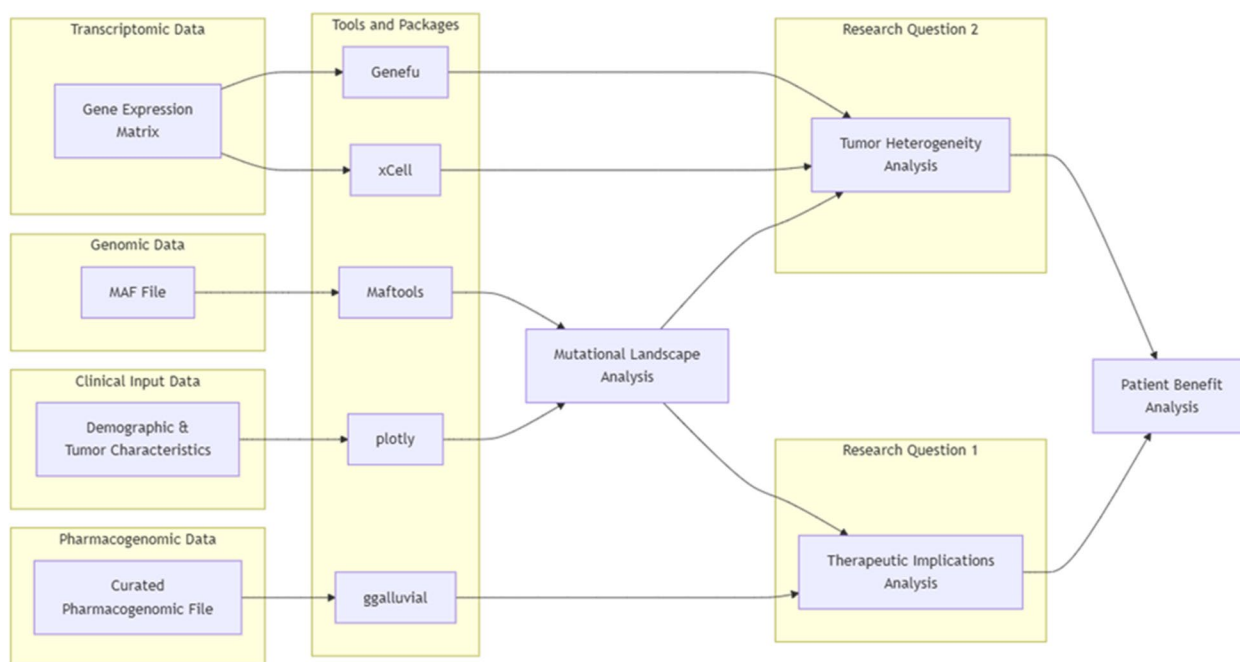 Transcriptomic Data
Gene Expression
Matrix
Genomic Data
MAF File
Clinical Input Data
Demographic &
Tumor Characteristics
Pharmacogenomic Data
Curated
Pharmacogenomic File
Tools and Packages
Genefu
xCell
Maftools
plotly
ggalluvial
Mutational Landscape
Analysis
Research Question 2
Tumor Heterogeneity
Analysis
Research Question 1
Therapeutic Implications
Analysis
Patient Benefit
Analysis